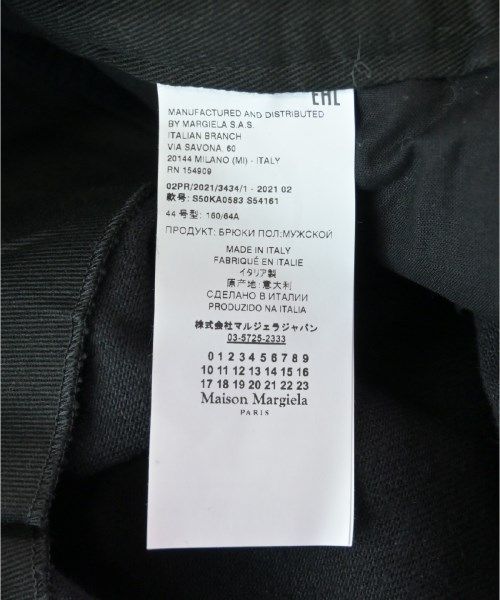 EAC
MANUFACTURED AND DISTRIBUTED
BY MARGIELA S.A.S.
ITALIAN BRANCH
VIA SAVONA, 60
20144 MILANO (MI) - ITALY
RN 154909
02PR/2021/3434/1 - 2021 02
款号: S50KA0583 S54161
44 号型: 160/64A
ПРОДУКТ: БРЮКИ ПОЛ:МУЖСКОЙ
MADE IN ITALY
FABRIQUÉ EN ITALIE
イタリア製
原产地:意大利
СДЕЛАНО В ИТАЛИИ
PRODUZIDO NA ITALIA
株式会社マルジェラジャパン
03-5725-2333
0 1 2 3 4 5 6 7 8 9
10 11 12 13 14 15 16
17 18 19 20 21 22 23
Maison Margiela
PARIS